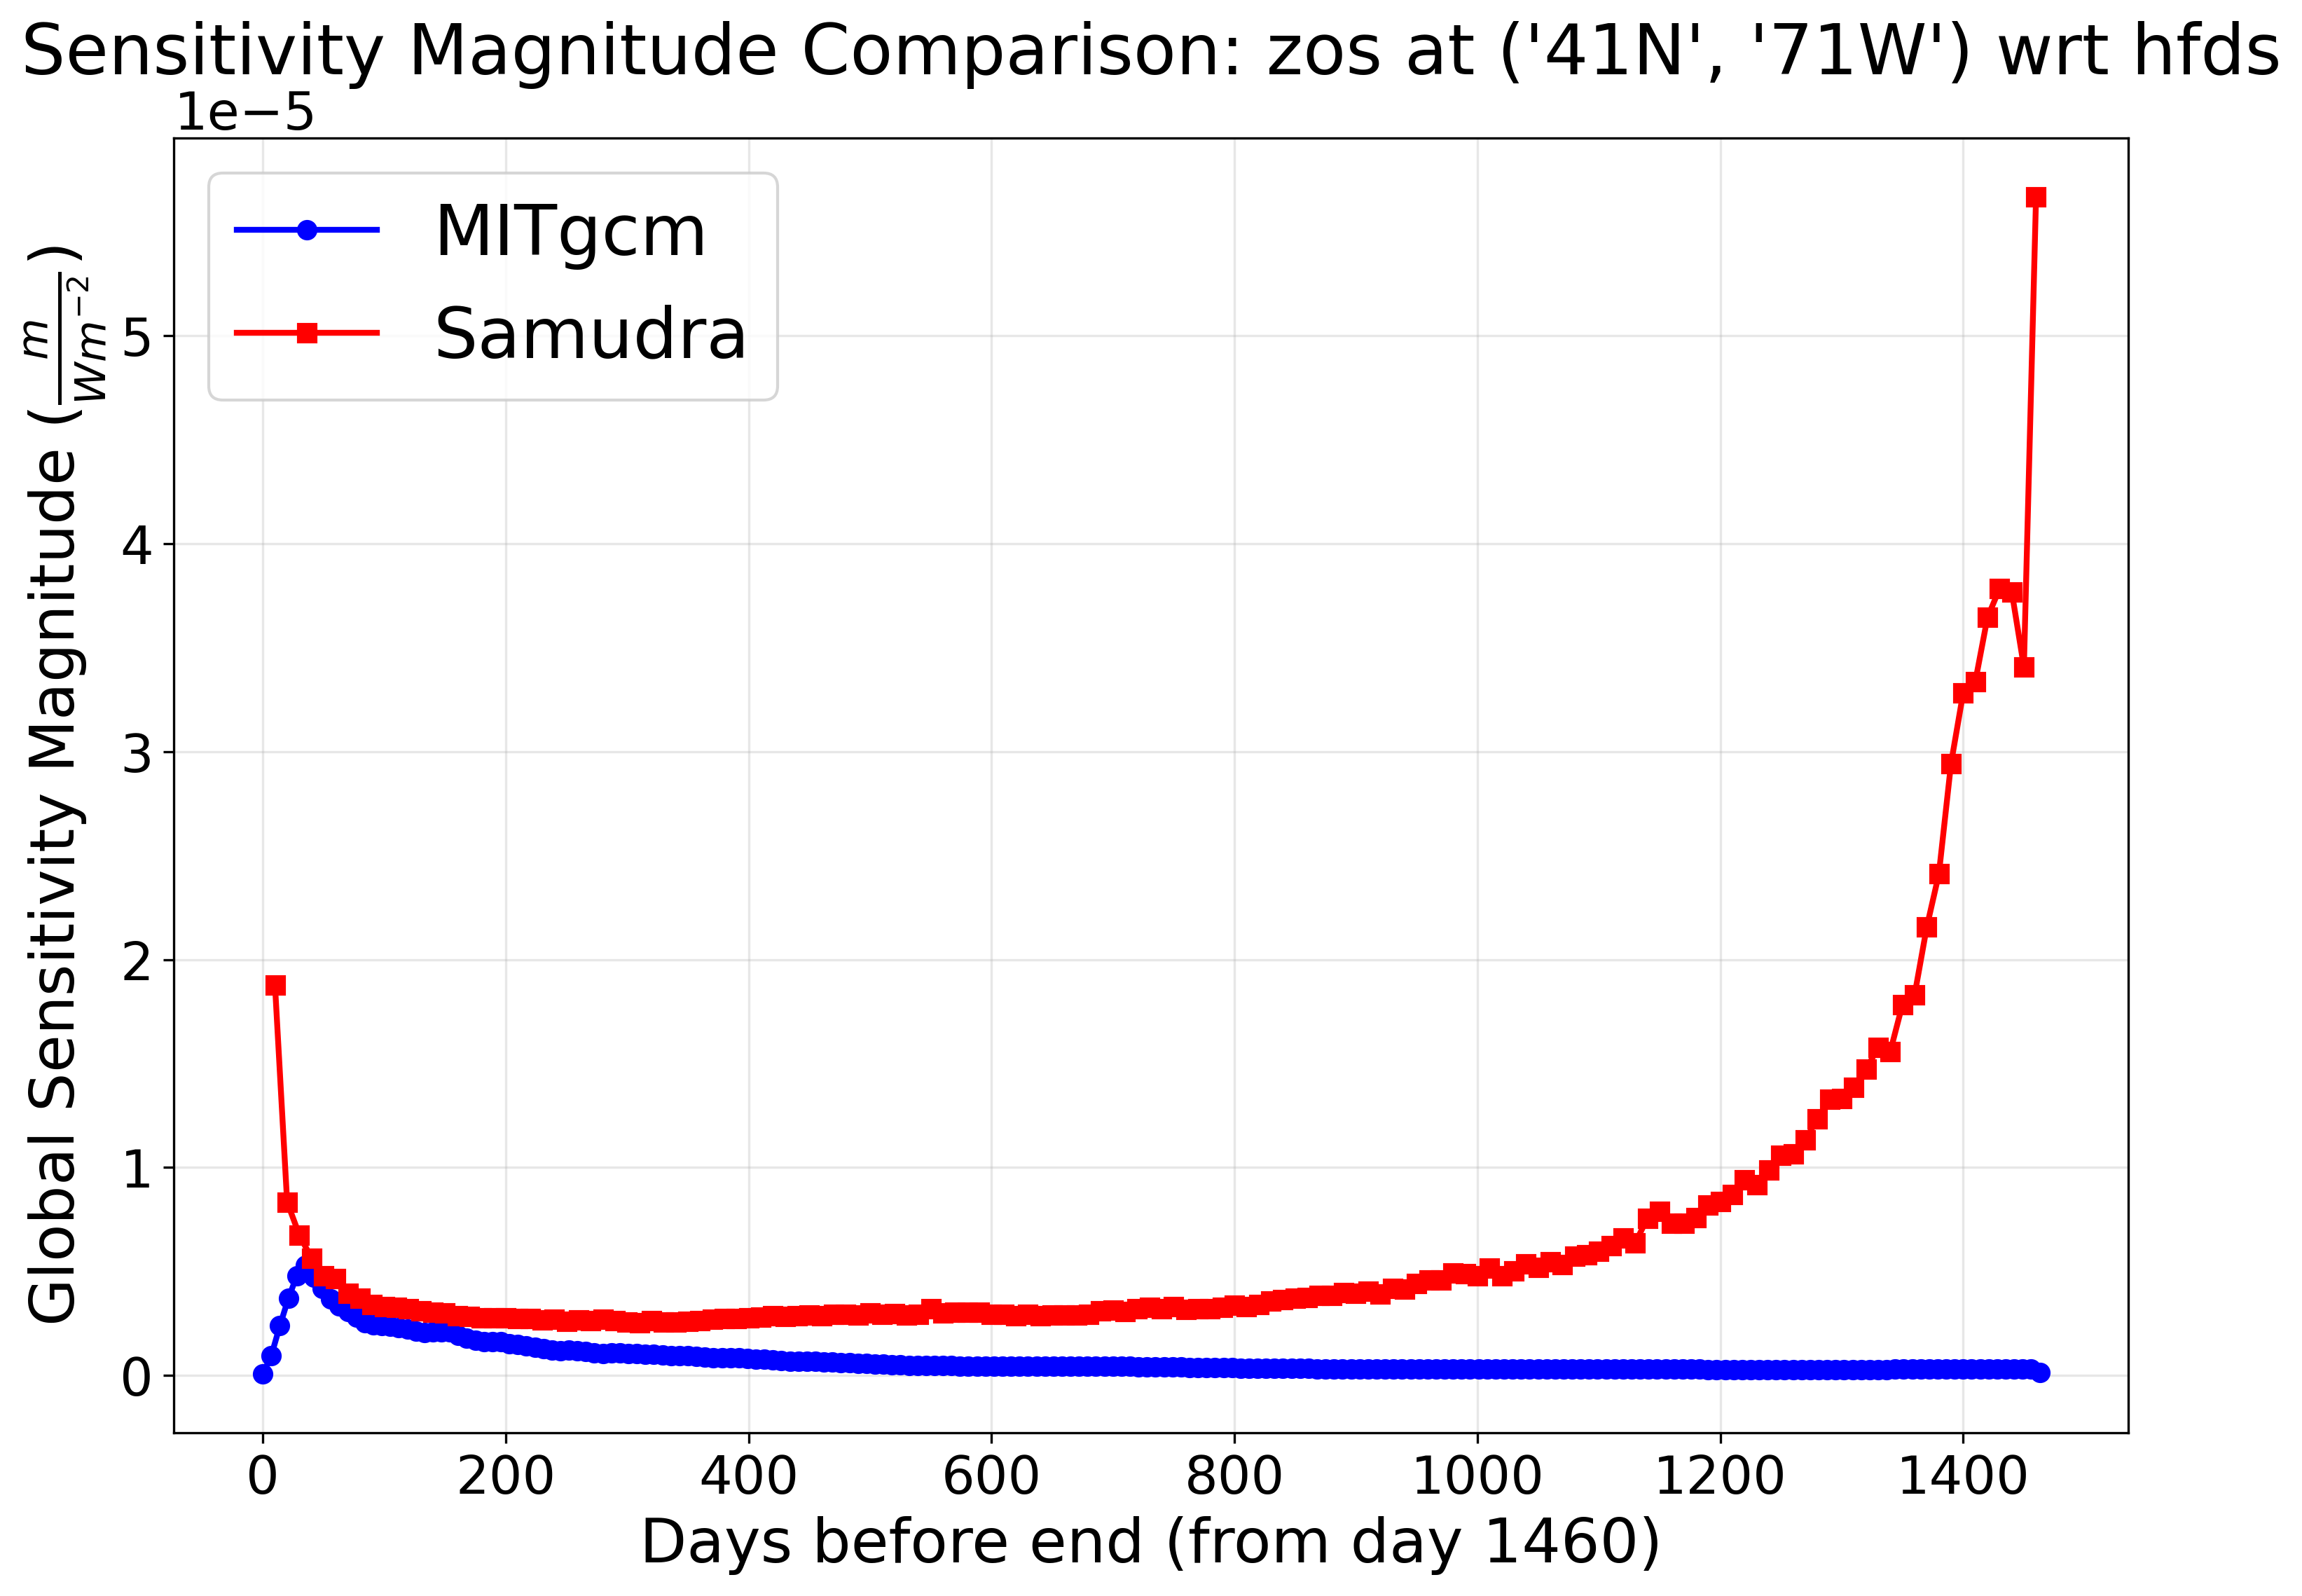 Sensitivity Magnitude Comparison: zos at ('41N', '71W') wrt hfds
1e−5
MITgcm
Samudra
Global Sensitivity Magnitude (m/Wm⁻²)
5
4
3
2
1
0
0 200 400 600 800 1000 1200 1400
Days before end (from day 1460)